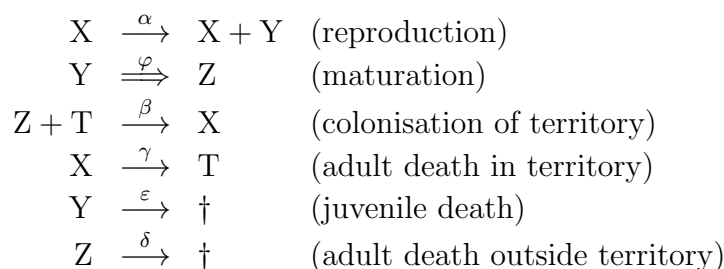 X —α→ X + Y (reproduction)
Y =φ⇒ Z (maturation)
Z + T —β→ X (colonisation of territory)
X —γ→ T (adult death in territory)
Y —ε→ † (juvenile death)
Z —δ→ † (adult death outside territory)